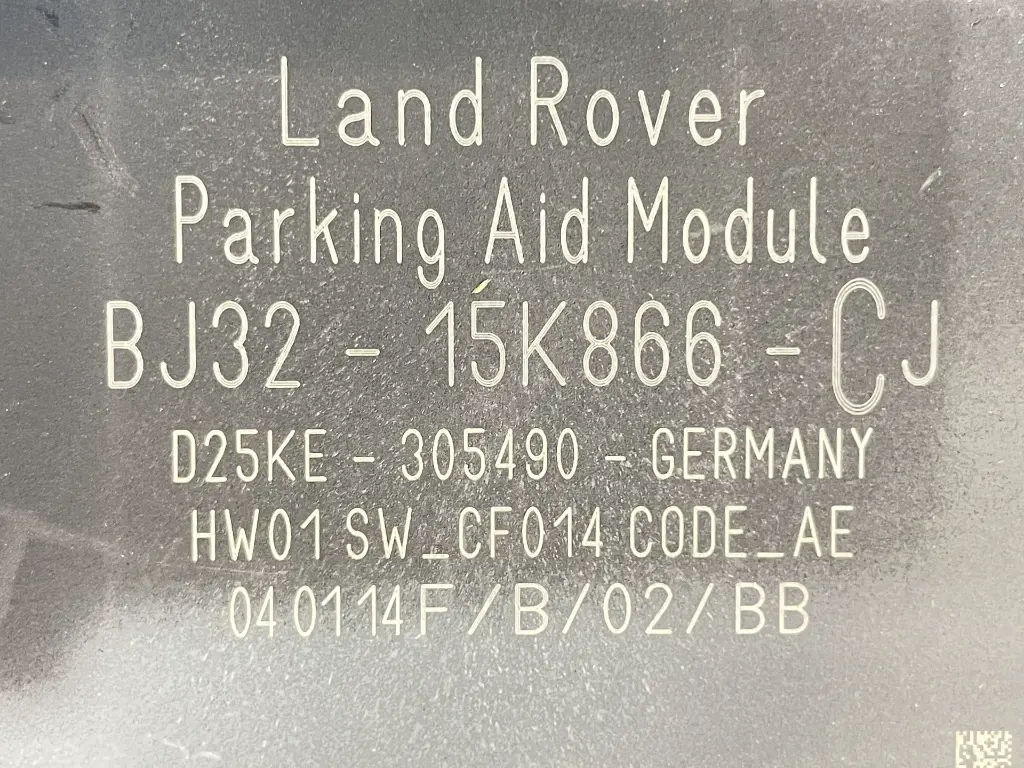 Land Rover
Parking Aid Module
BJ32 - 15K866 - CJ
D25KE - 305490 - GERMANY
HW01 SW_CF014 CODE_AE
040114F/B/02/BB